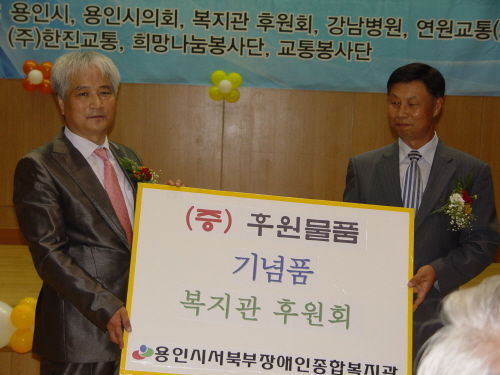 용인시, 용인시의회, 복지관 후원회, 강남병원, 연원교통(
(주)한진교통, 희망나눔봉사단, 교통봉사단
(증) 후원물품
기념품
복지관 후원회
용인시서북부장애인종합복지관